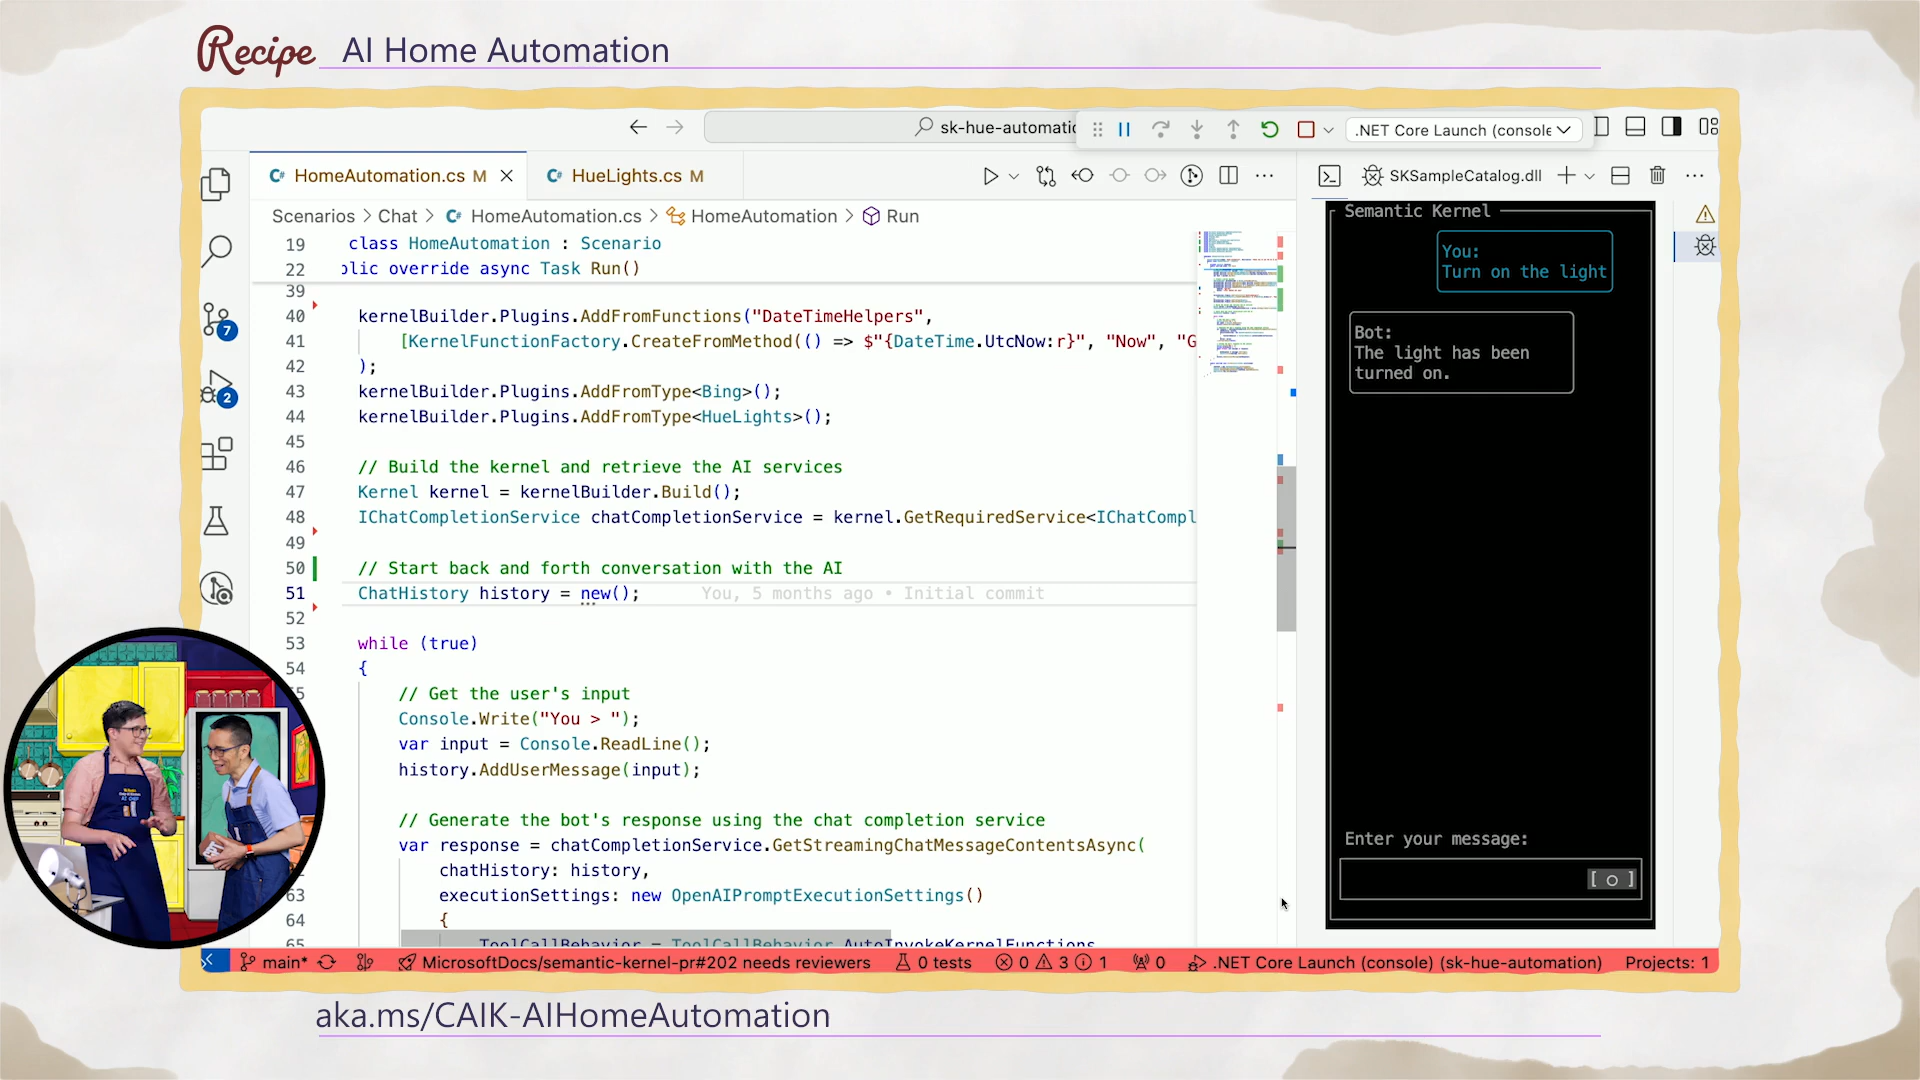 Recipe AI Home Automation
sk-hue-automatic
.NET Core Launch (console
HomeAutomation.cs M
HueLights.cs M
SKSampleCatalog.dll
Scenarios > Chat > HomeAutomation.cs > HomeAutomation > Run
19 class HomeAutomation : Scenario
22 blic override async Task Run()
39
40 kernelBuilder.Plugins.AddFromFunctions("DateTimeHelpers",
41 [KernelFunctionFactory.CreateFromMethod(() => $"{DateTime.UtcNow:r}", "Now", "G
42 );
43 kernelBuilder.Plugins.AddFromType<Bing>();
44 kernelBuilder.Plugins.AddFromType<HueLights>();
45
46 // Build the kernel and retrieve the AI services
47 Kernel kernel = kernelBuilder.Build();
48 IChatCompletionService chatCompletionService = kernel.GetRequiredService<IChatCompl
49
50 // Start back and forth conversation with the AI
51 ChatHistory history = new(); You, 5 months ago • Initial commit
52
53 while (true)
54 {
55 // Get the user's input
Console.Write("You > ");
var input = Console.ReadLine();
history.AddUserMessage(input);
// Generate the bot's response using the chat completion service
var response = chatCompletionService.GetStreamingChatMessageContentsAsync(
chatHistory: history,
63 executionSettings: new OpenAIPromptExecutionSettings()
64 {
65 ToolCallBehavior = ToolCallBehavior.AutoInvokeKernelFunctions
7
2
Semantic Kernel
You:
Turn on the light
Bot:
The light has been
turned on.
Enter your message:
[ o ]
main* MicrosoftDocs/semantic-kernel-pr#202 needs reviewers 0 tests 0 3 1 0 .NET Core Launch (console) (sk-hue-automation) Projects: 1
aka.ms/CAIK-AIHomeAutomation